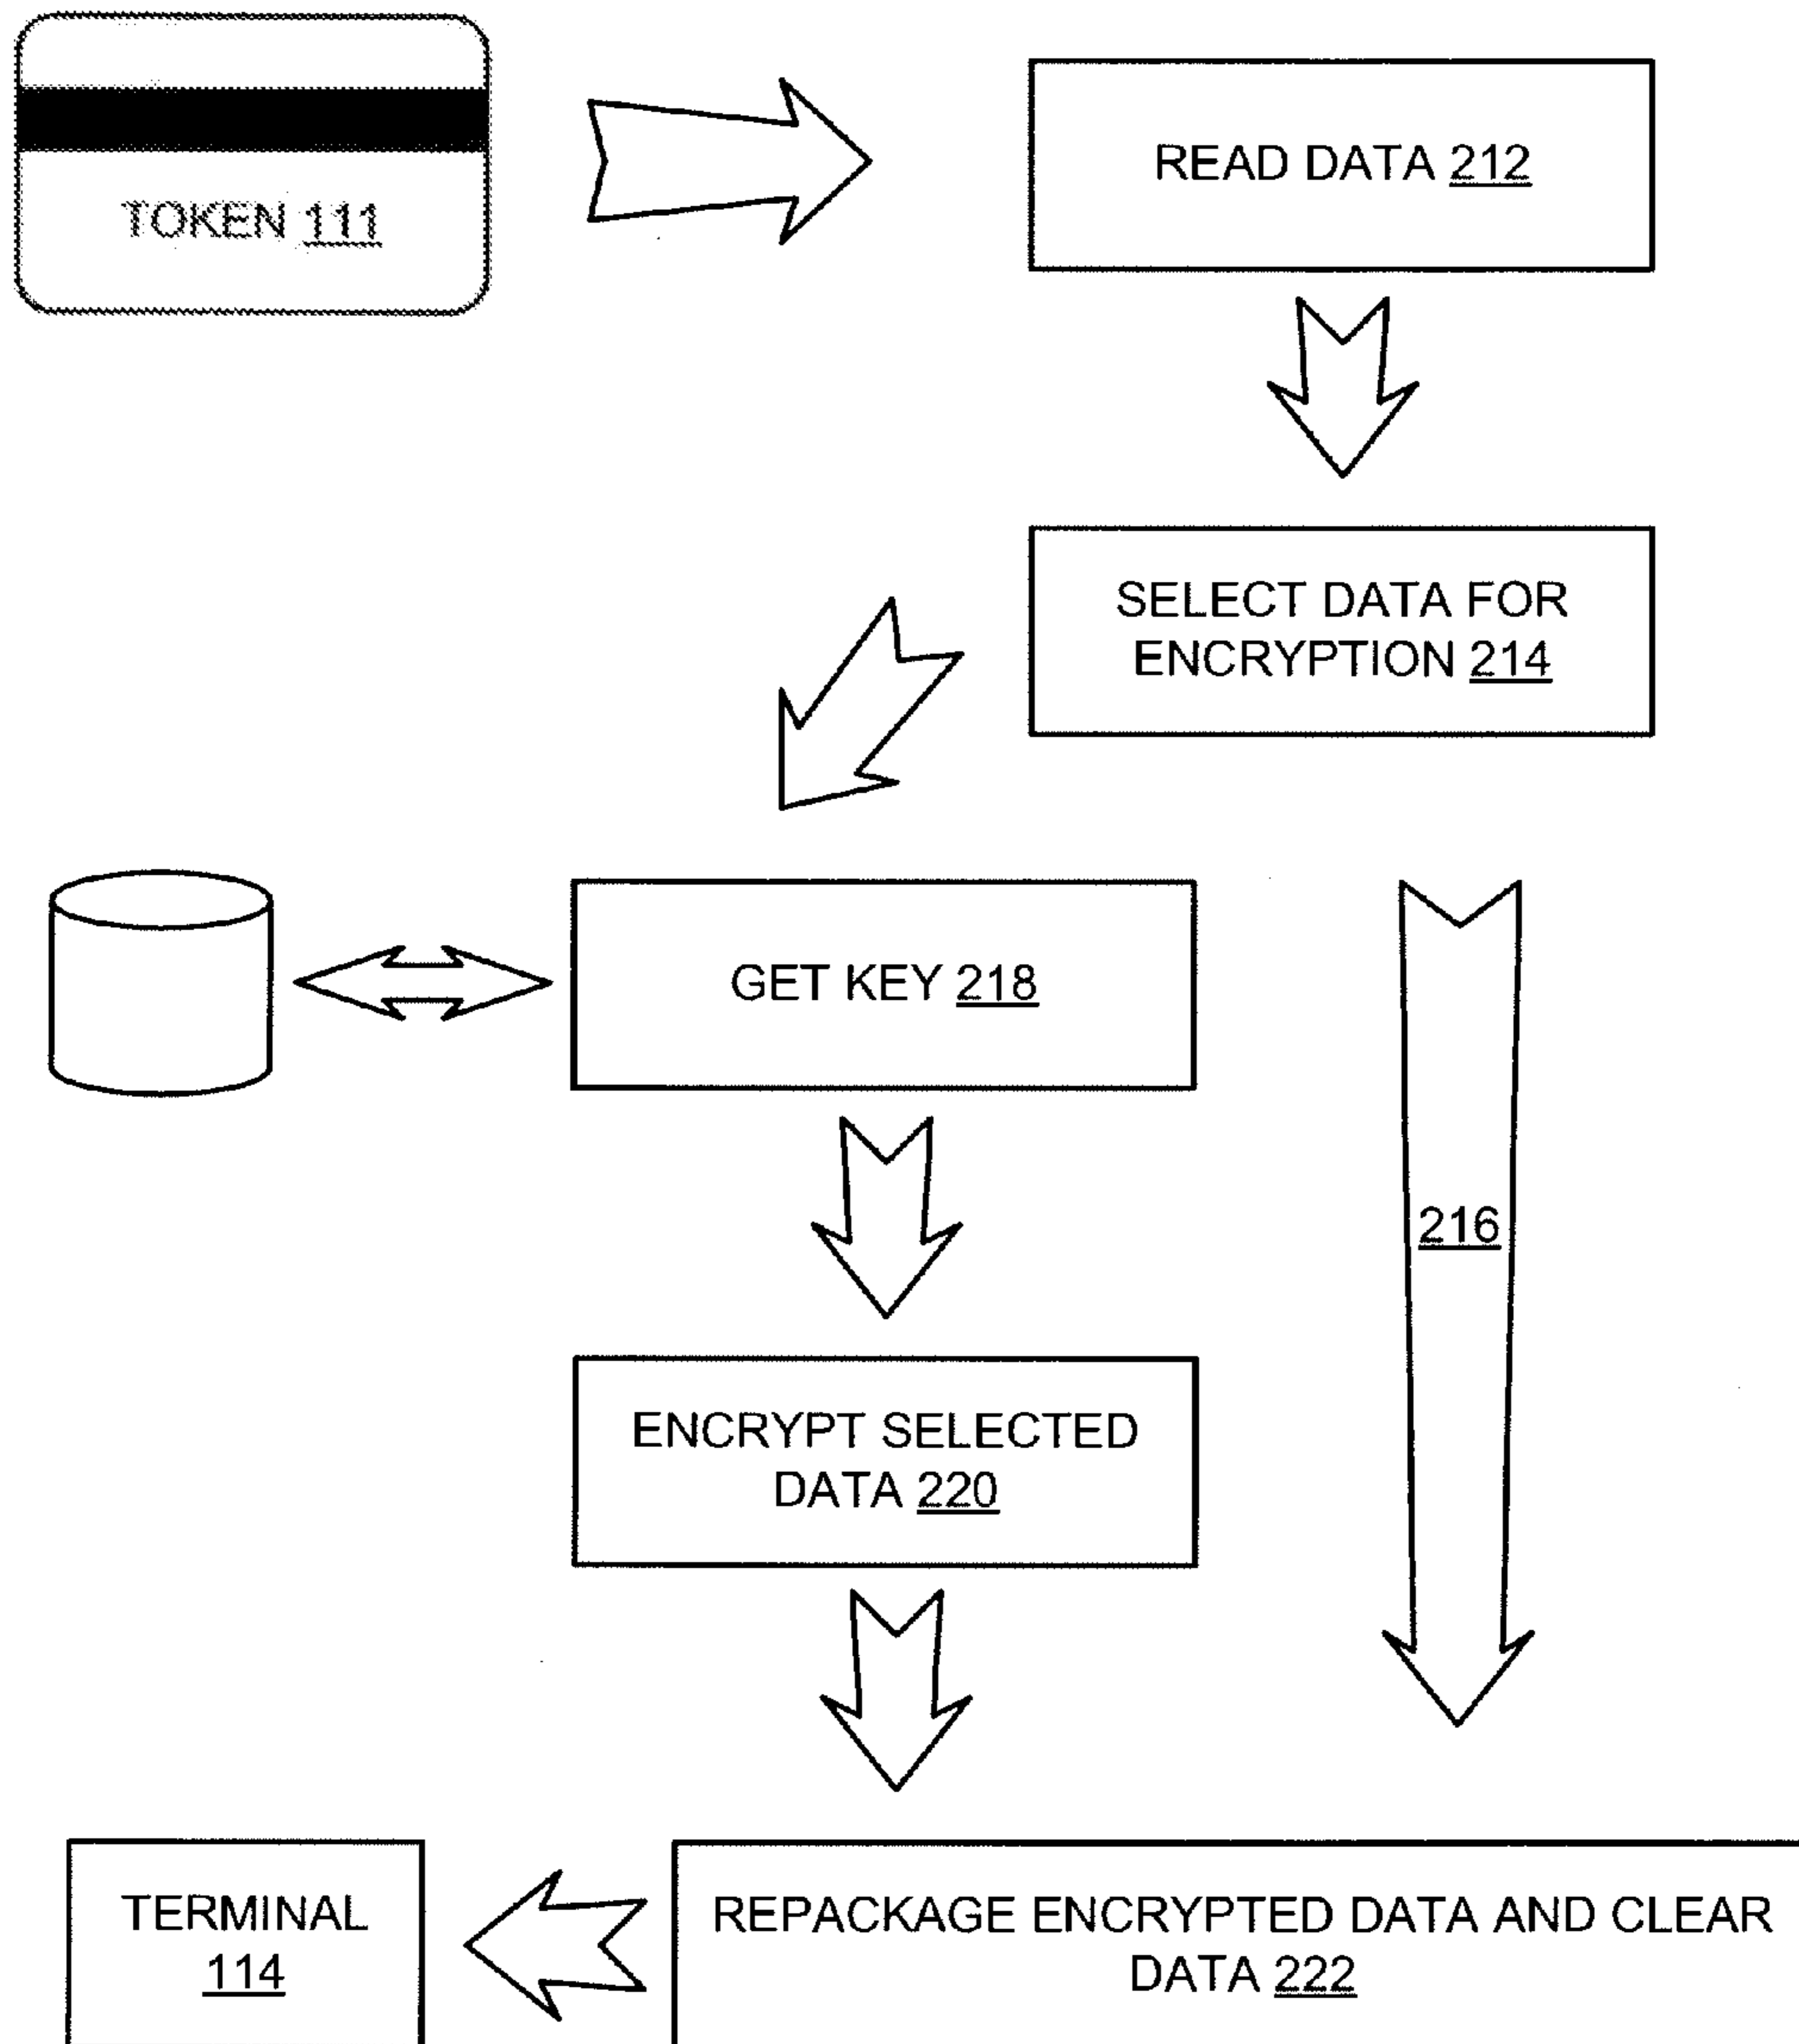 TOKEN 111
READ DATA 212
SELECT DATA FOR
ENCRYPTION 214
GET KEY 218
216
ENCRYPT SELECTED
DATA 220
TERMINAL
114
REPACKAGE ENCRYPTED DATA AND CLEAR
DATA 222